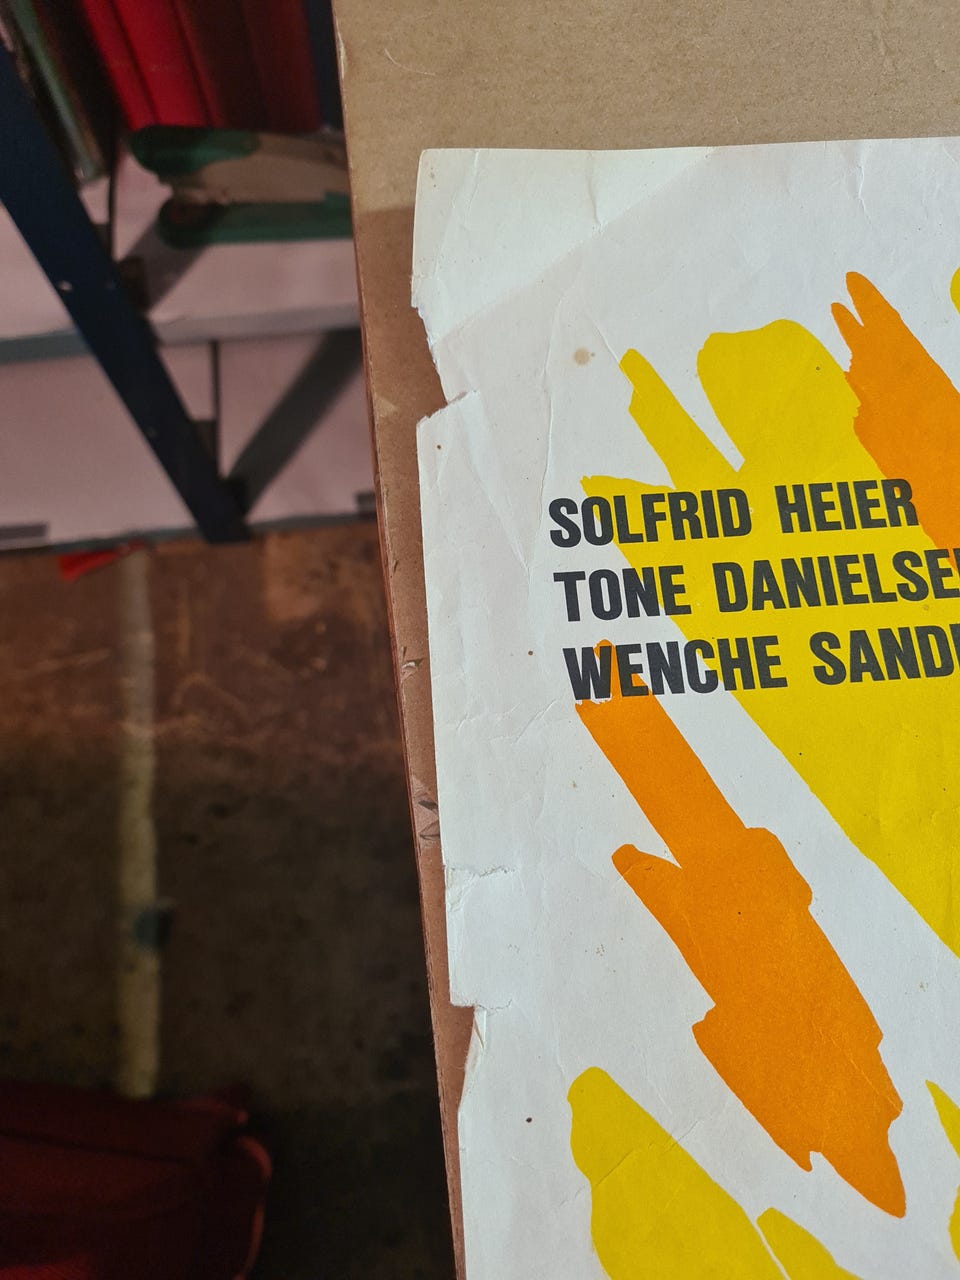 SOLFRID HEIER
TONE DANIELSE
WENCHE SAND